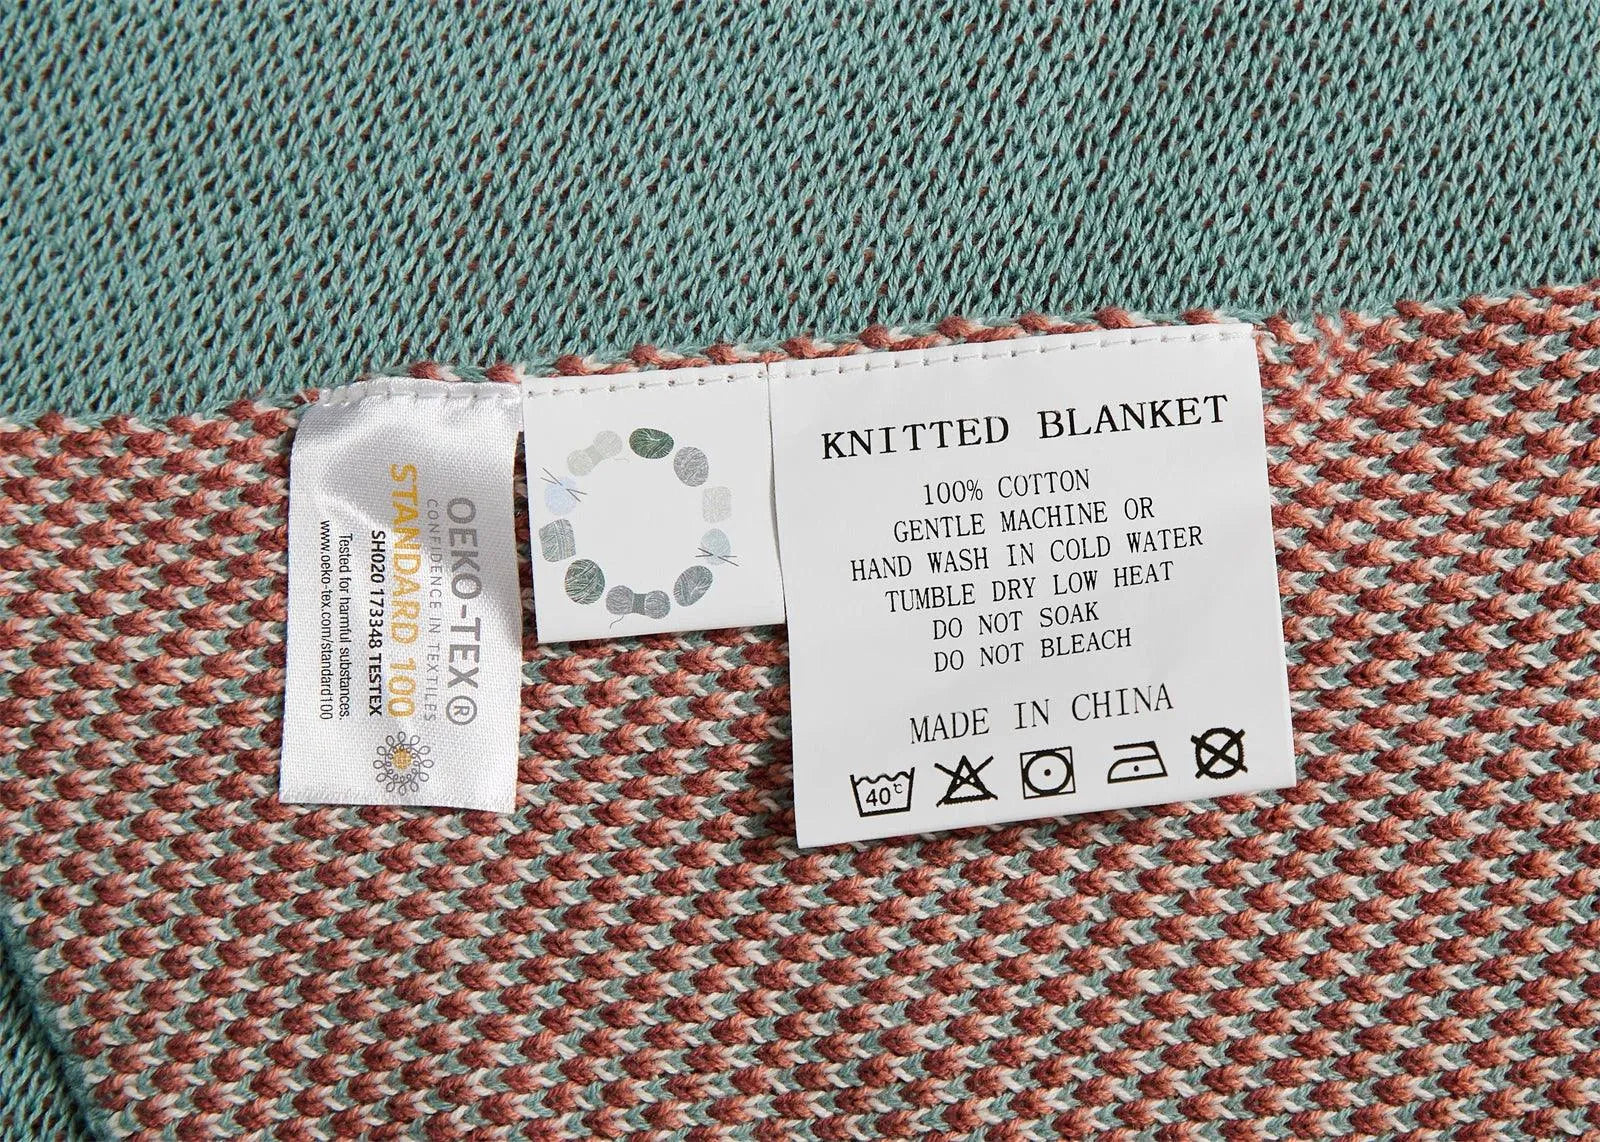 OEKO-TEX®
CONFIDENCE IN TEXTILES
STANDARD 100
SH020 173348 TESTEX
Tested for harmful substances.
www.oeko-tex.com/standard100
KNITTED BLANKET
100% COTTON
GENTLE MACHINE OR
HAND WASH IN COLD WATER
TUMBLE DRY LOW HEAT
DO NOT SOAK
DO NOT BLEACH
MADE IN CHINA
40℃